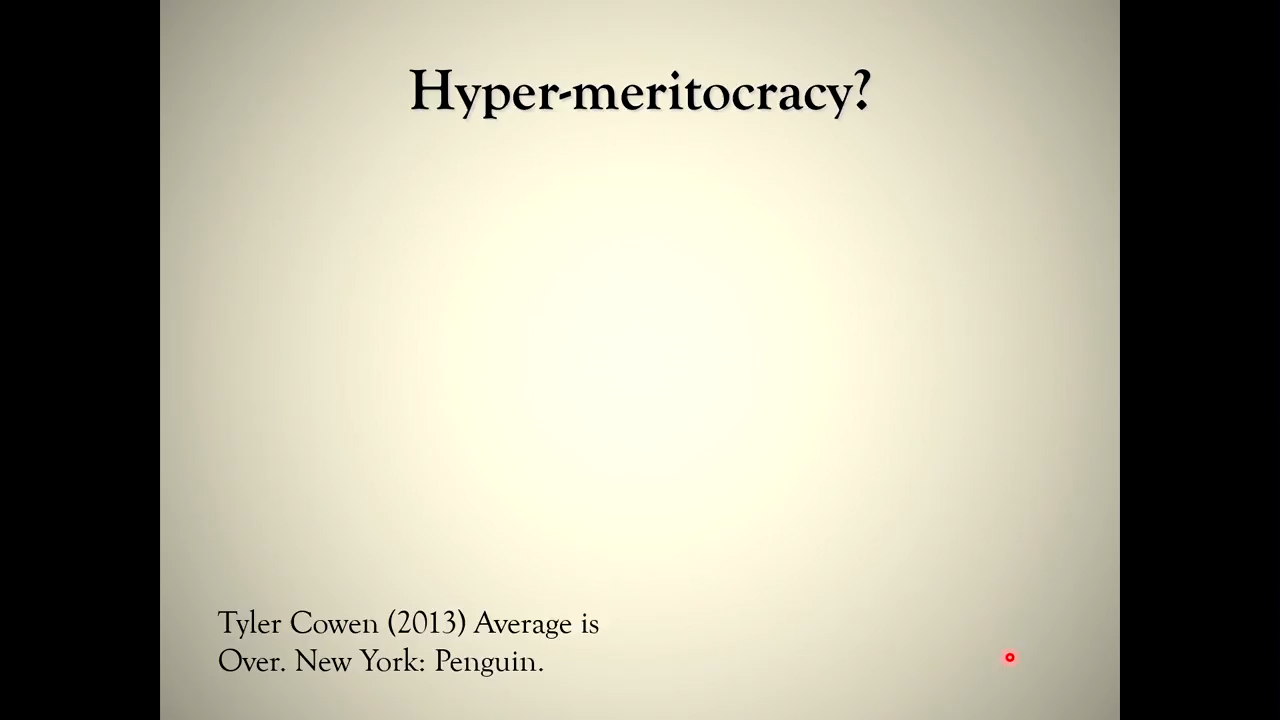 Hyper-meritocracy?
Tyler Cowen (2013) Average is
Over. New York: Penguin.